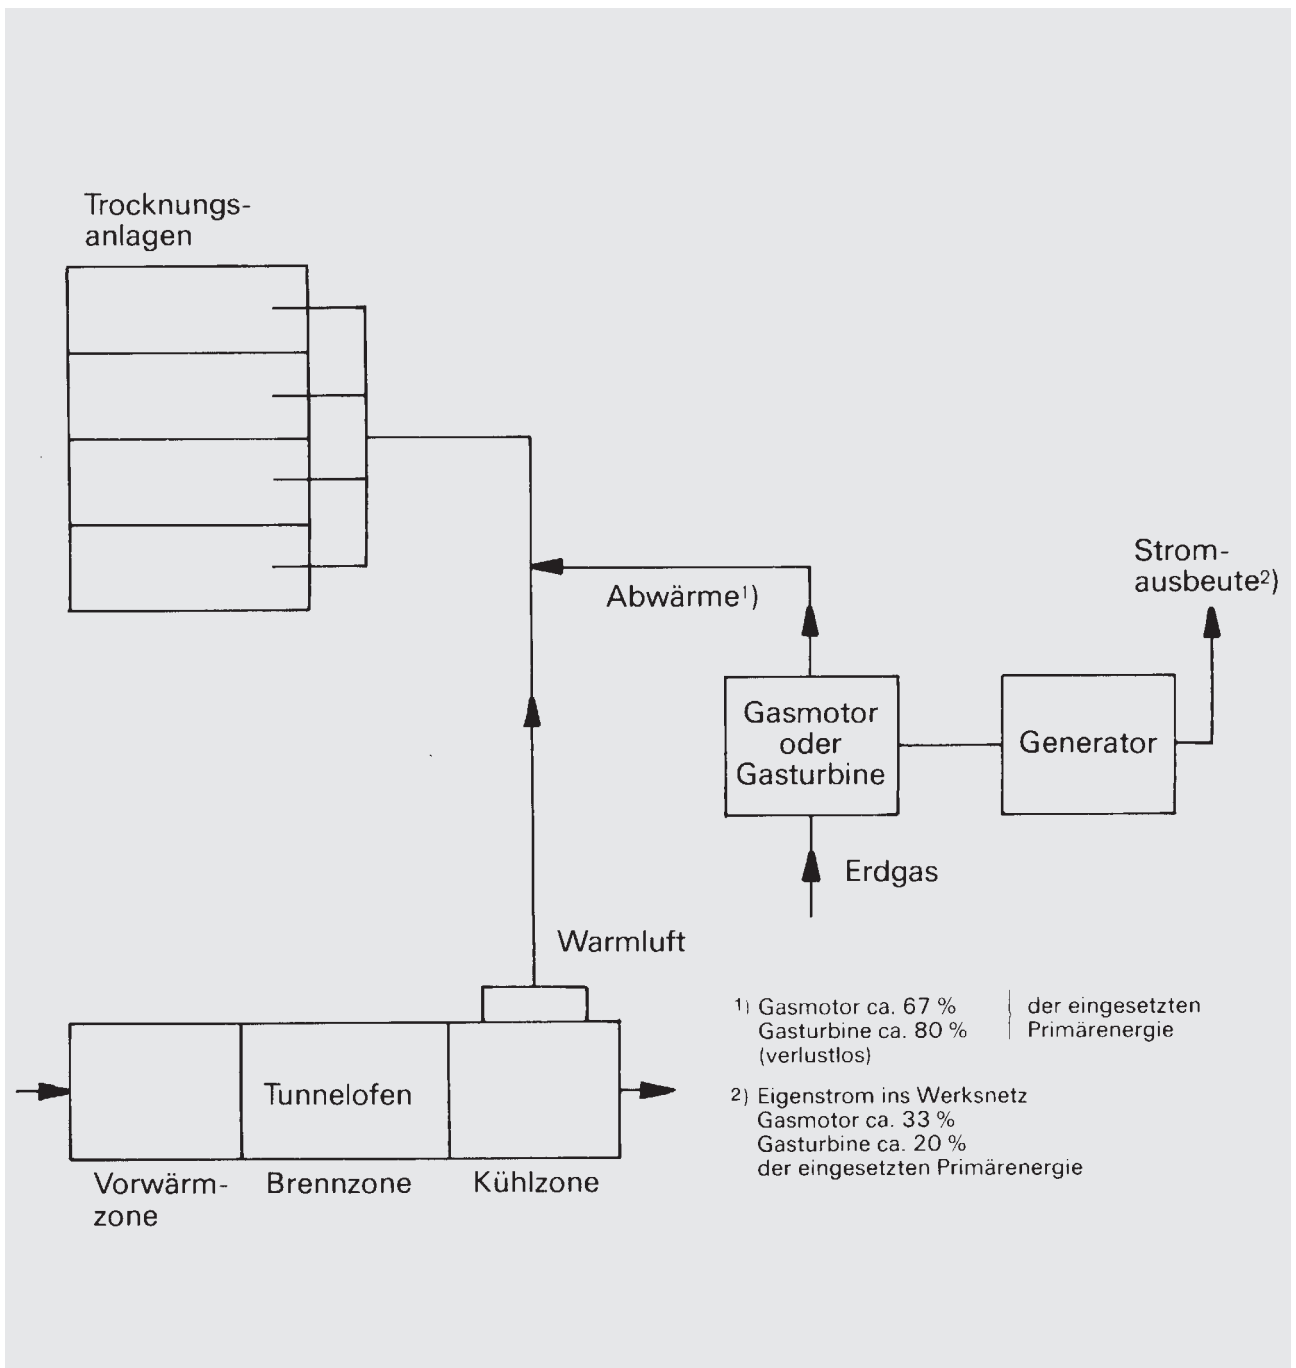 Trocknungs-
anlagen
Strom-
ausbeute²)
Abwärme¹)
Gasmotor
oder
Gasturbine
Generator
Erdgas
Warmluft
Tunnelofen
Vorwärm-
zone
Brennzone
Kühlzone
¹) Gasmotor ca. 67 %
Gasturbine ca. 80 %
(verlustlos)
der eingesetzten
Primärenergie
²) Eigenstrom ins Werksnetz
Gasmotor ca. 33 %
Gasturbine ca. 20 %
der eingesetzten Primärenergie